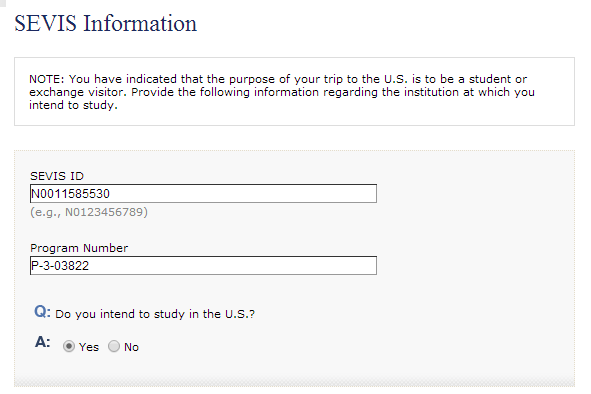 SEVIS Information
NOTE: You have indicated that the purpose of your trip to the U.S. is to be a student or
exchange visitor. Provide the following information regarding the institution at which you
intend to study.
SEVIS ID
N0011585530
(e.g., N0123456789)
Program Number
P-3-03822
Q: Do you intend to study in the U.S.?
A: Yes No